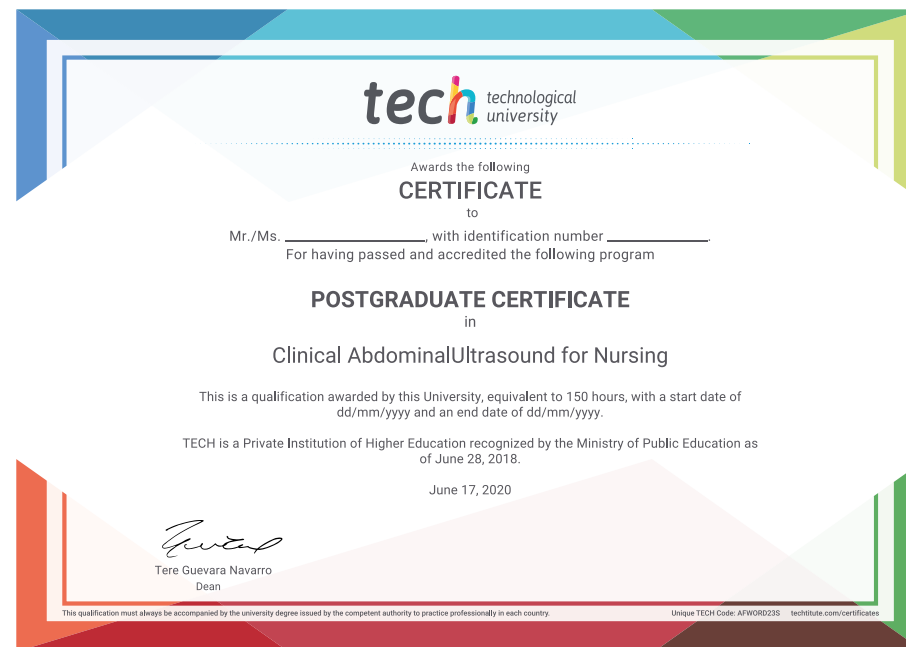 tech technological
university
Awards the following
CERTIFICATE
to
Mr./Ms. ____________, with identification number ____________.
For having passed and accredited the following program
POSTGRADUATE CERTIFICATE
in
Clinical AbdominalUltrasound for Nursing
This is a qualification awarded by this University, equivalent to 150 hours, with a start date of
dd/mm/yyyy and an end date of dd/mm/yyyy.
TECH is a Private Institution of Higher Education recognized by the Ministry of Public Education as
of June 28, 2018.
June 17, 2020
Tere Guevara Navarro
Dean
This qualification must always be accompanied by the university degree issued by the competent authority to practice professionally in each country.
Unique TECH Code: AFWORD23S techtitute.com/certificates